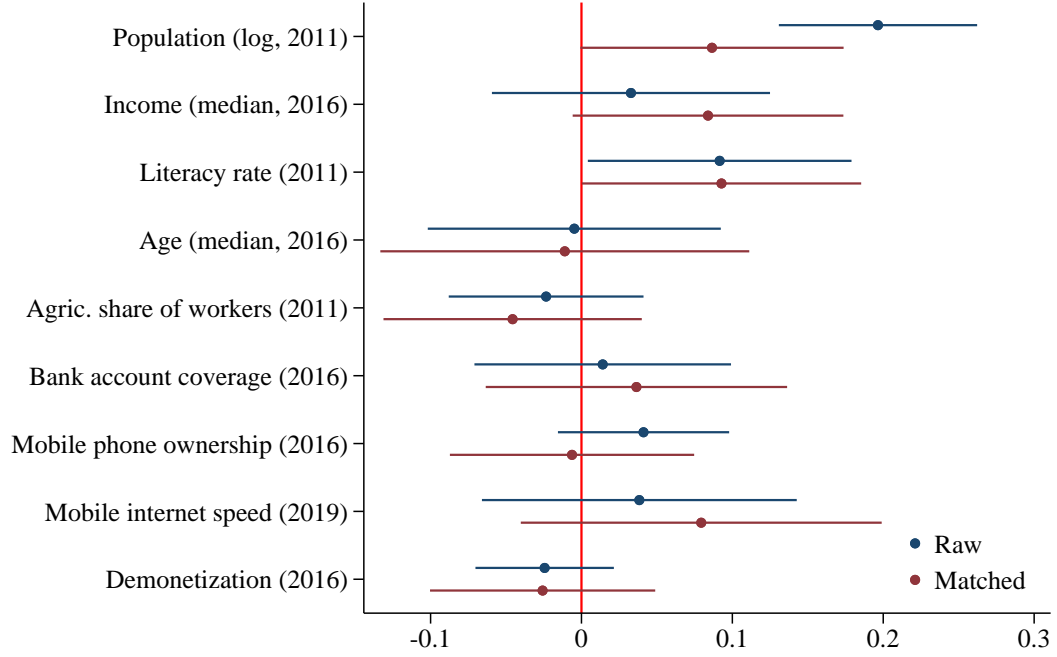 Population (log, 2011)
Income (median, 2016)
Literacy rate (2011)
Age (median, 2016)
Agric. share of workers (2011)
Bank account coverage (2016)
Mobile phone ownership (2016)
Mobile internet speed (2019)
Demonetization (2016)
Raw
Matched
-0.1 0 0.1 0.2 0.3